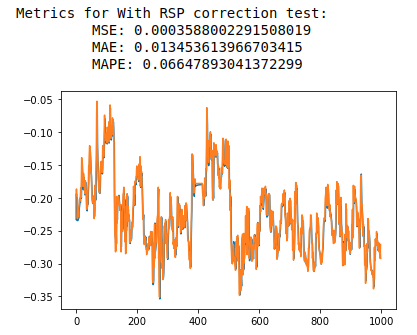 Metrics for With RSP correction test:
MSE: 0.0003588002291508019
MAE: 0.013453613966703415
MAPE: 0.06647893041372299
−0.05
−0.10
−0.15
−0.20
−0.25
−0.30
−0.35
0 200 400 600 800 1000